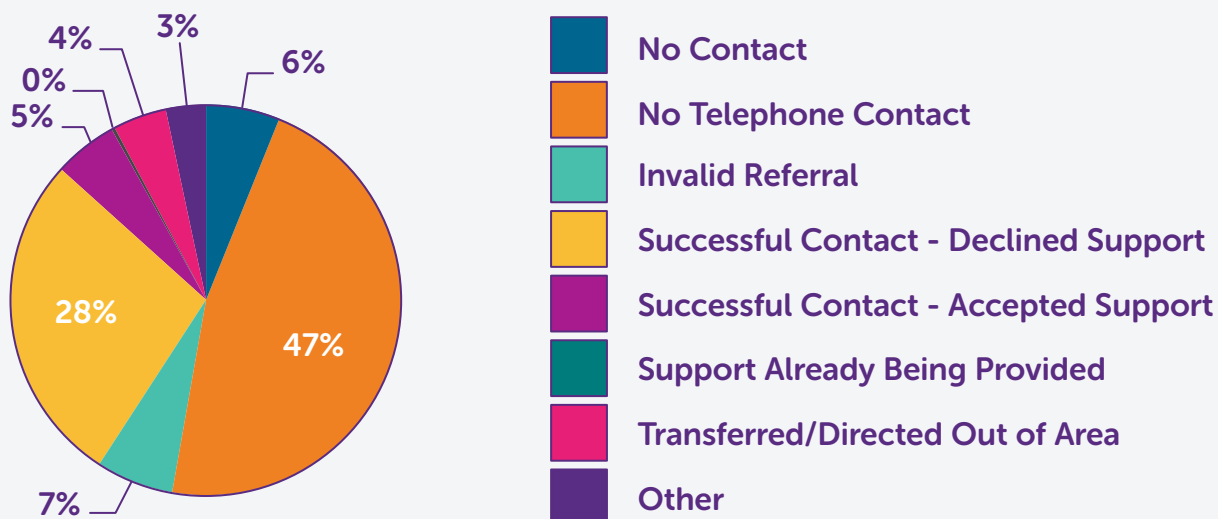 3%
4%
6%
0%
5%
28%
47%
7%
No Contact
No Telephone Contact
Invalid Referral
Successful Contact - Declined Support
Successful Contact - Accepted Support
Support Already Being Provided
Transferred/Directed Out of Area
Other